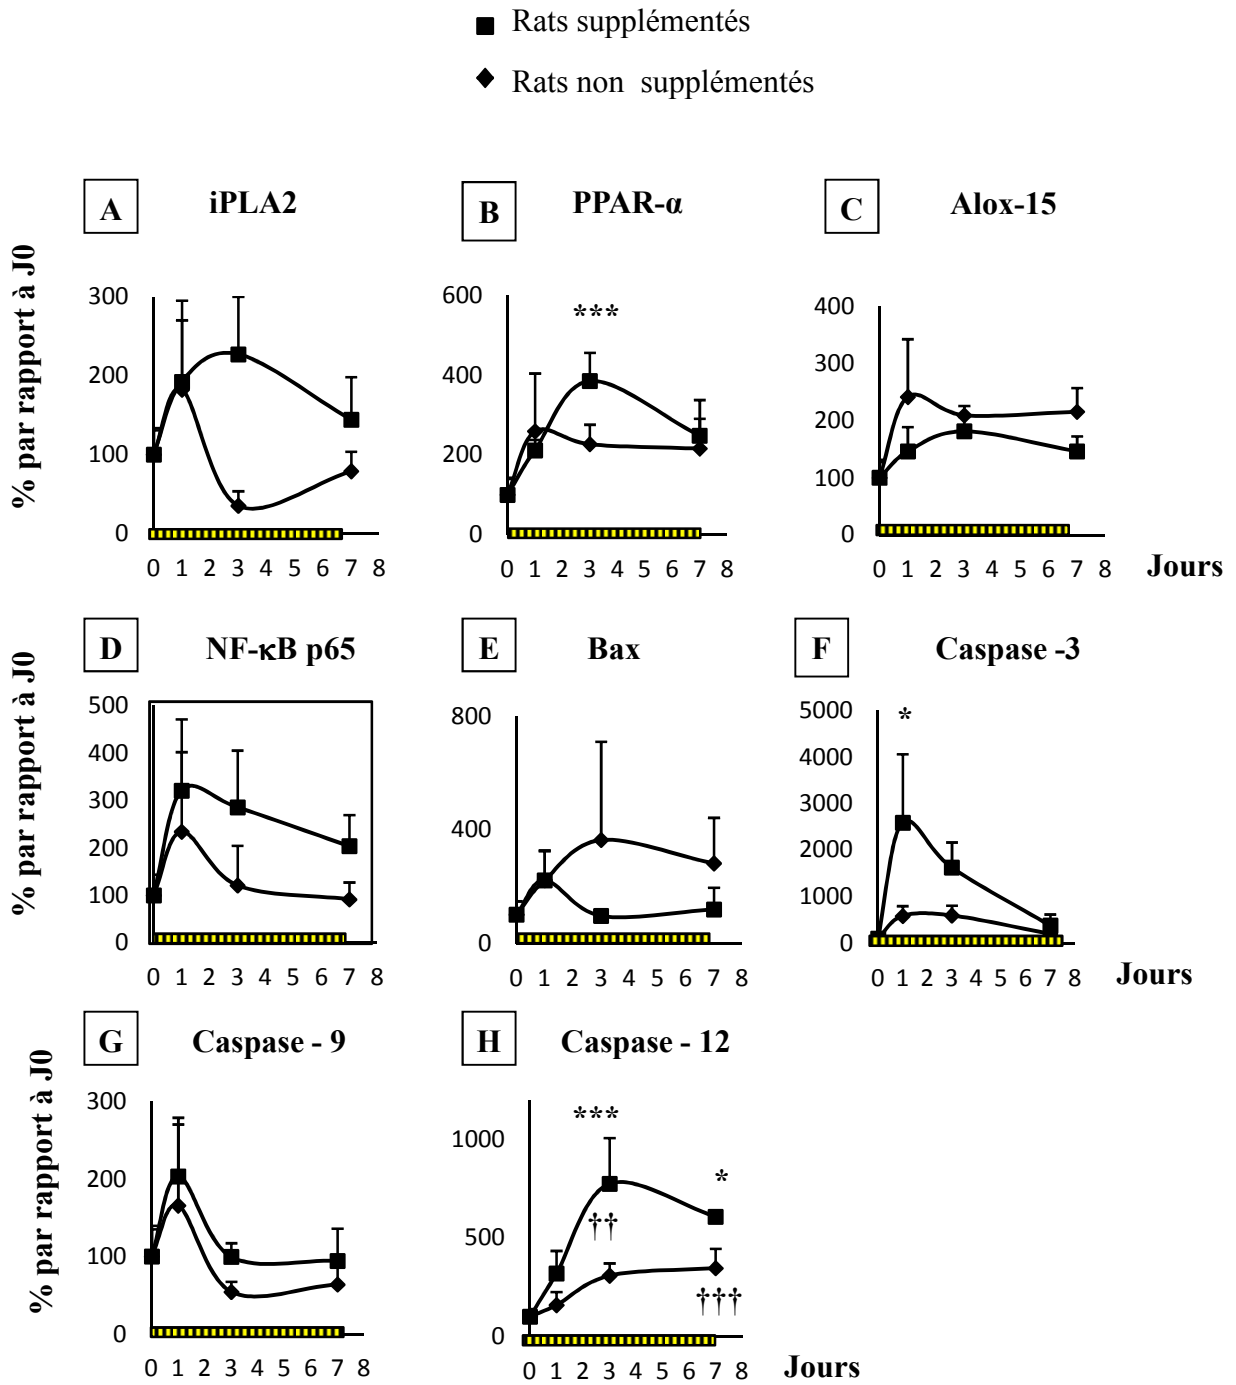 Rats supplémentés
Rats non supplémentés
A iPLA2
B PPAR-α
C Alox-15
% par rapport à J0
300
200
100
0
0 1 2 3 4 5 6 7 8
600
400
200
0
***
0 1 2 3 4 5 6 7 8
400
300
200
100
0
0 1 2 3 4 5 6 7 8
Jours
D NF-κB p65
E Bax
F Caspase -3
% par rapport à J0
500
400
300
200
100
0
0 1 2 3 4 5 6 7 8
800
400
0
0 1 2 3 4 5 6 7 8
5000
4000
3000
2000
1000
0
*
0 1 2 3 4 5 6 7 8
Jours
G Caspase - 9
H Caspase - 12
% par rapport à J0
300
200
100
0
0 1 2 3 4 5 6 7 8
1000
500
0
***
*
††
†††
0 1 2 3 4 5 6 7 8
Jours